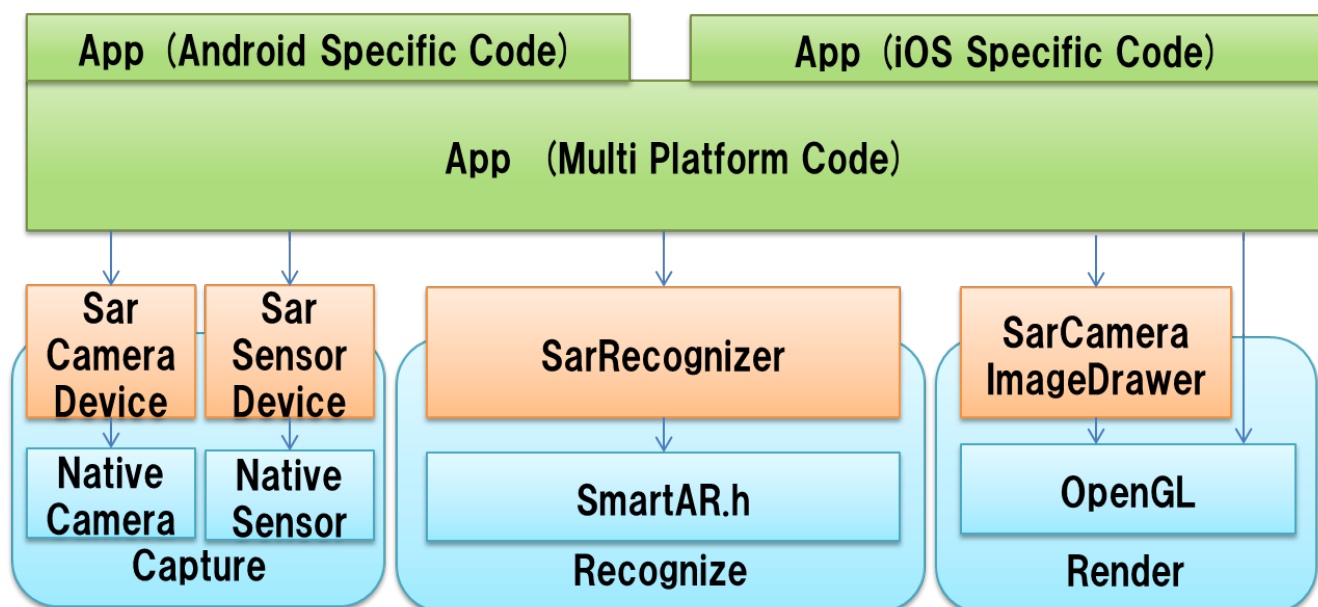 App (Android Specific Code)
App (iOS Specific Code)
App (Multi Platform Code)
Sar
Camera
Device
Sar
Sensor
Device
SarRecognizer
SarCamera
ImageDrawer
Native
Camera
Native
Sensor
SmartAR.h
OpenGL
Capture
Recognize
Render